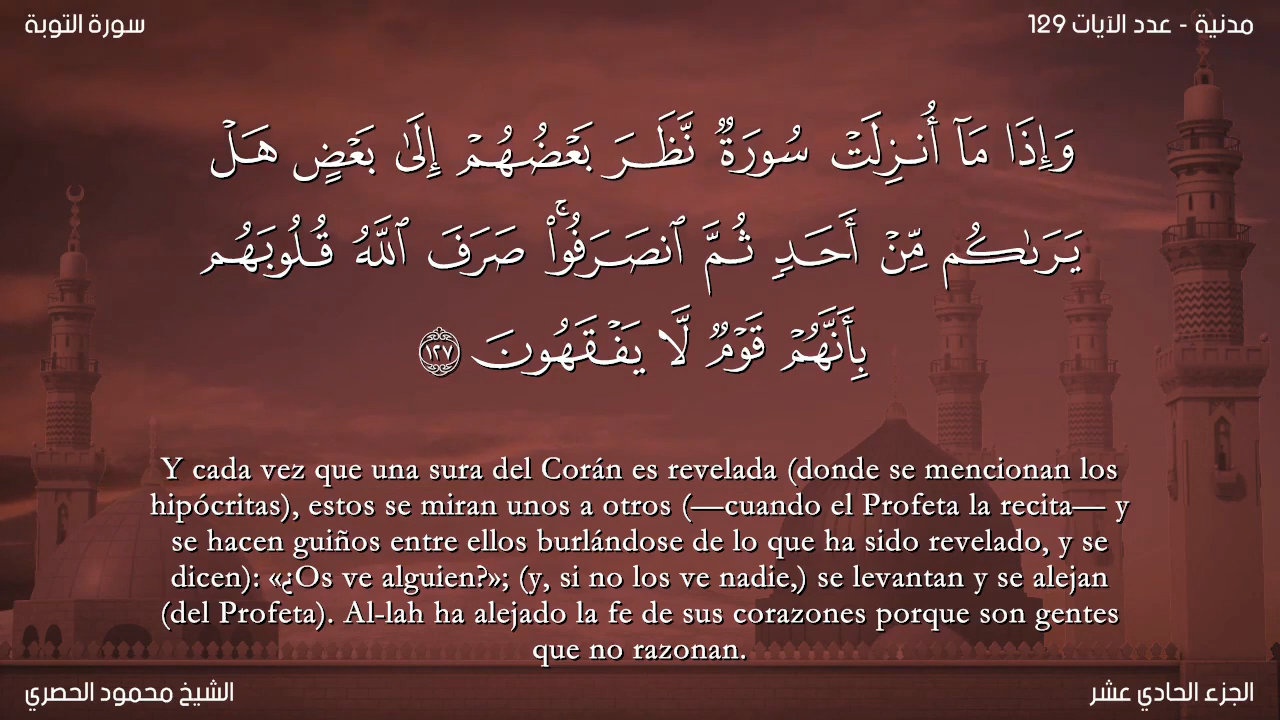 سورة التوبة
مدنية - عدد الآيات 129
وَإِذَا مَآ أُنزِلَتْ سُورَةٌ نَّظَرَ بَعْضُهُمْ إِلَىٰ بَعْضٍ هَلْ
يَرَىٰكُم مِّنْ أَحَدٍ ثُمَّ ٱنصَرَفُوا۟ ۚ صَرَفَ ٱللَّهُ قُلُوبَهُم
بِأَنَّهُمْ قَوْمٌ لَّا يَفْقَهُونَ ١٢٧
Y cada vez que una sura del Corán es revelada (donde se mencionan los
hipócritas), estos se miran unos a otros (—cuando el Profeta la recita— y
se hacen guiños entre ellos burlándose de lo que ha sido revelado, y se
dicen): «¿Os ve alguien?»; (y, si no los ve nadie,) se levantan y se alejan
(del Profeta). Al-lah ha alejado la fe de sus corazones porque son gentes
que no razonan.
الشيخ محمود الحصري
الجزء الحادي عشر